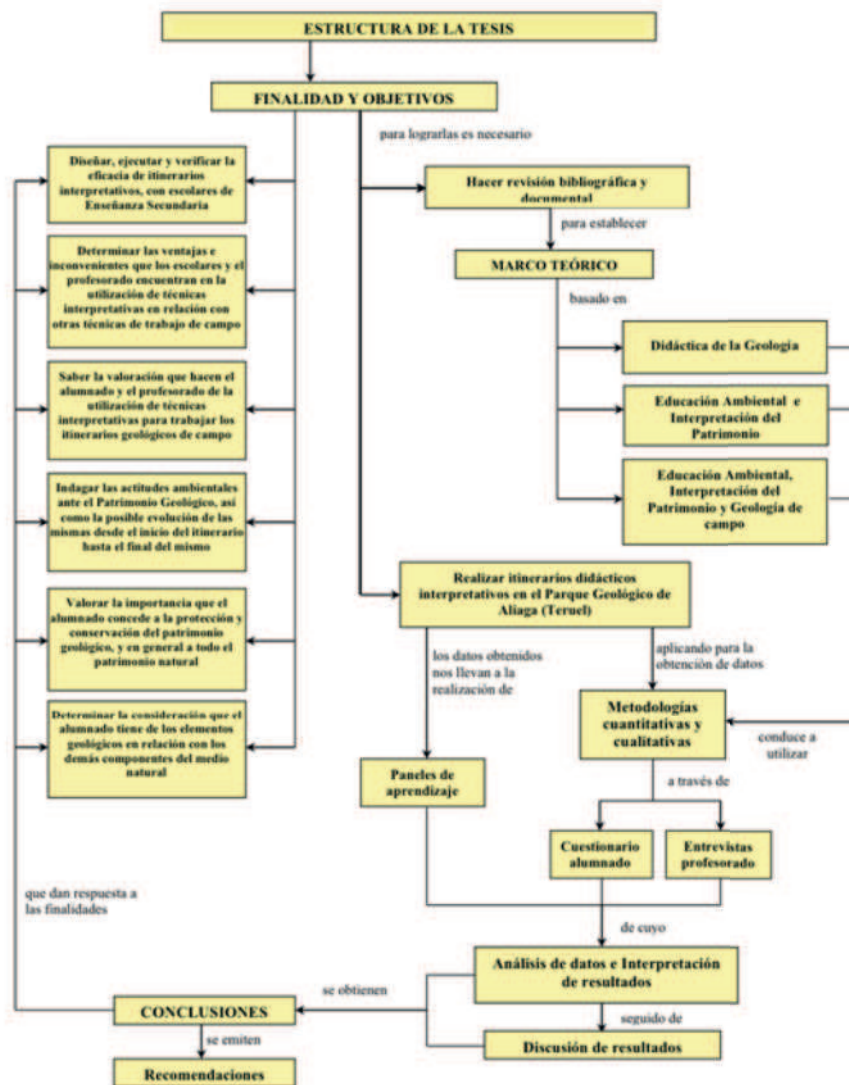 ESTRUCTURA DE LA TESIS
FINALIDAD Y OBJETIVOS
para lograrlas es necesario
Diseñar, ejecutar y verificar la
eficacia de itinerarios
interpretativos, con escolares de
Enseñanza Secundaria
Determinar las ventajas e
inconvenientes que los escolares y el
profesorado encuentran en la
utilización de técnicas
interpretativas en relación con
otras técnicas de trabajo de campo
Saber la valoración que hacen el
alumnado y el profesorado de la
utilización de técnicas
interpretativas para trabajar los
itinerarios geológicos de campo
Indagar las actitudes ambientales
ante el Patrimonio Geológico, así
como la posible evolución de las
mismas desde el inicio del itinerario
hasta el final del mismo
Valorar la importancia que el
alumnado concede a la protección y
conservación del patrimonio
geológico, y en general a todo el
patrimonio natural
Determinar la consideración que el
alumnado tiene de los elementos
geológicos en relación con los
demás componentes del medio
natural
Hacer revisión bibliográfica y
documental
para establecer
MARCO TEÓRICO
basado en
Didáctica de la Geología
Educación Ambiental e
Interpretación del
Patrimonio
Educación Ambiental,
Interpretación del
Patrimonio y Geología de
campo
Realizar itinerarios didácticos
interpretativos en el Parque Geológico de
Aliaga (Teruel)
los datos obtenidos
nos llevan a la
realización de
aplicando para la
obtención de datos
Metodologías
cuantitativas y
cualitativas
conduce a
utilizar
Paneles de
aprendizaje
a través de
Cuestionario
alumnado
Entrevistas
profesorado
que dan respuesta a
las finalidades
de cuyo
Análisis de datos e Interpretación
de resultados
se obtienen
CONCLUSIONES
seguido de
se emiten
Discusión de resultados
Recomendaciones